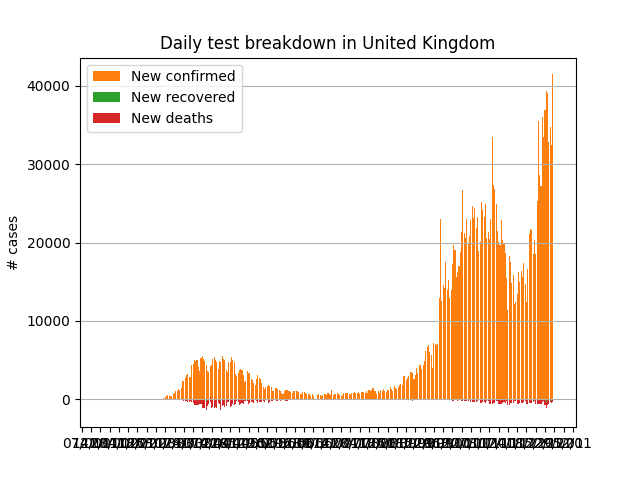 Daily test breakdown in United Kingdom
New confirmed
New recovered
New deaths
40000
30000
20000
10000
0
# cases